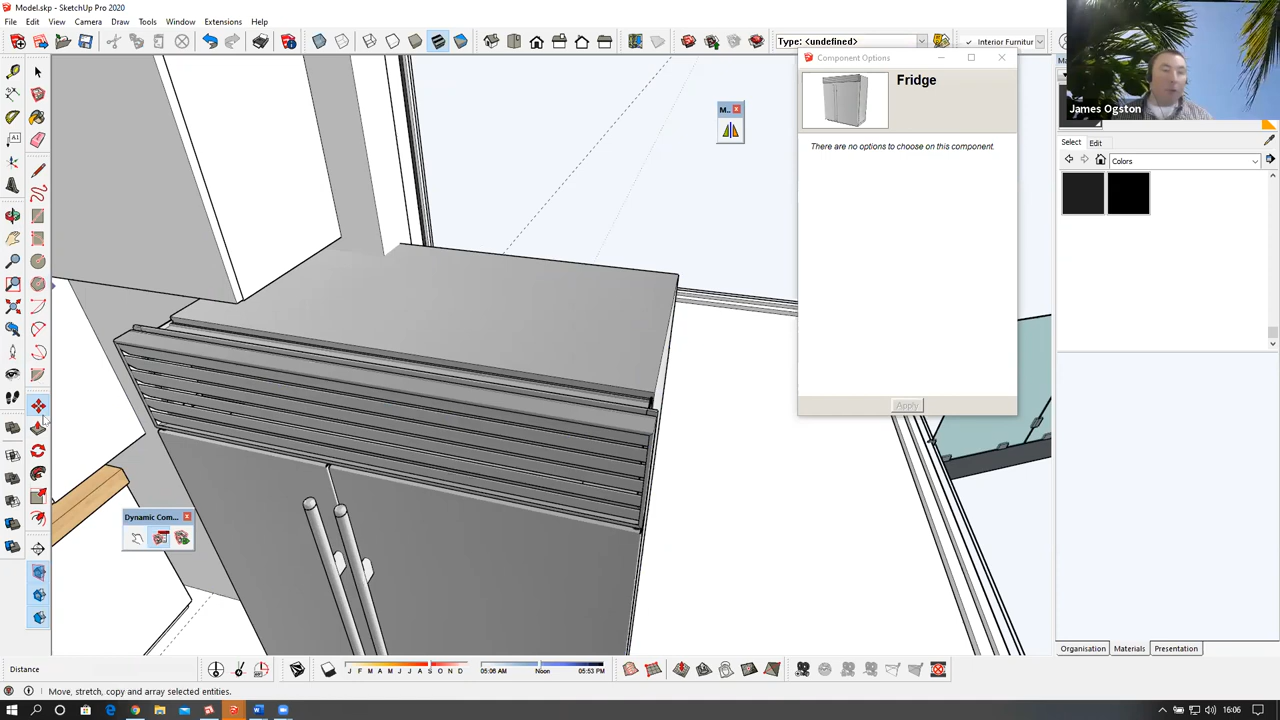 Model.skp - SketchUp Pro 2020
File Edit View Camera Draw Tools Window Extensions Help
Type: <undefined>
Interior Furnitur
Component Options
Fridge
There are no options to choose on this component.
Apply
M..
James Ogston
Select Edit
Colors
Dynamic Com...
A1
Organisation Materials Presentation
Distance
J F M A M J J A S O N D
05:06 AM Noon 05:53 PM
Move, stretch, copy and array selected entities.
16:06